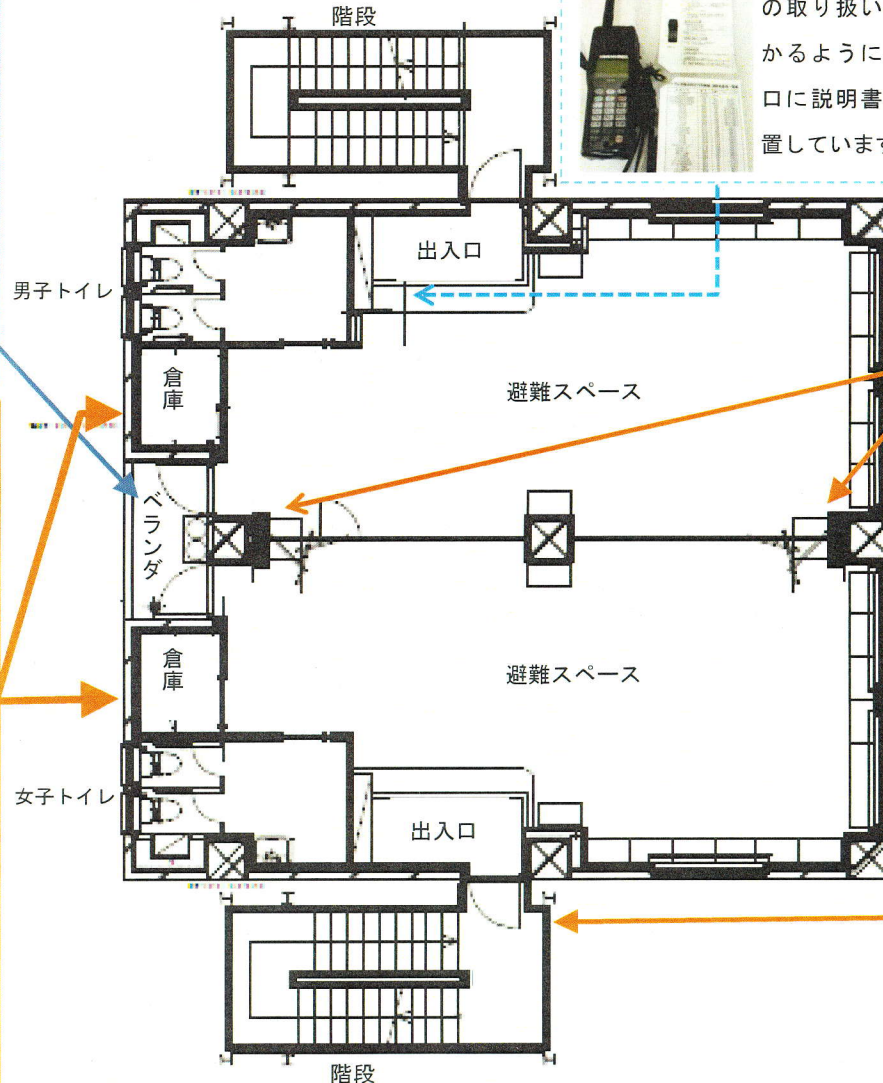 階段
の取り扱い
かるように
口に説明書
置しています
出入口
男子トイレ
倉庫
避難スペース
ベランダ
倉庫
避難スペース
女子トイレ
出入口
階段